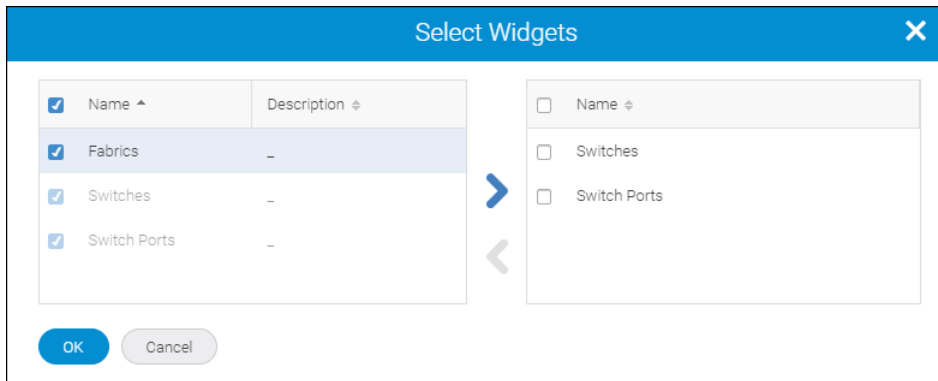 Select Widgets
Name Description
Name
Fabrics _
Switches
Switches _
Switch Ports
Switch Ports _
OK Cancel